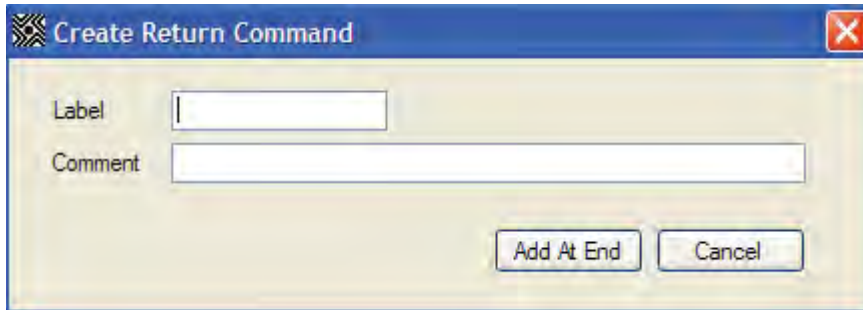 Create Return Command
Label
Comment
Add At End Cancel